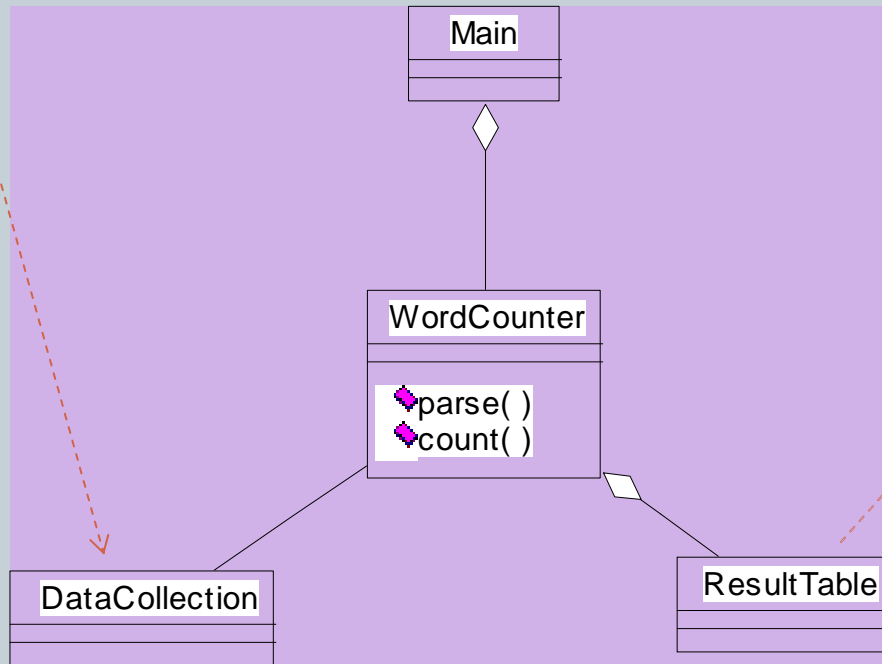 Main
WordCounter
parse( )
count( )
DataCollection
ResultTable